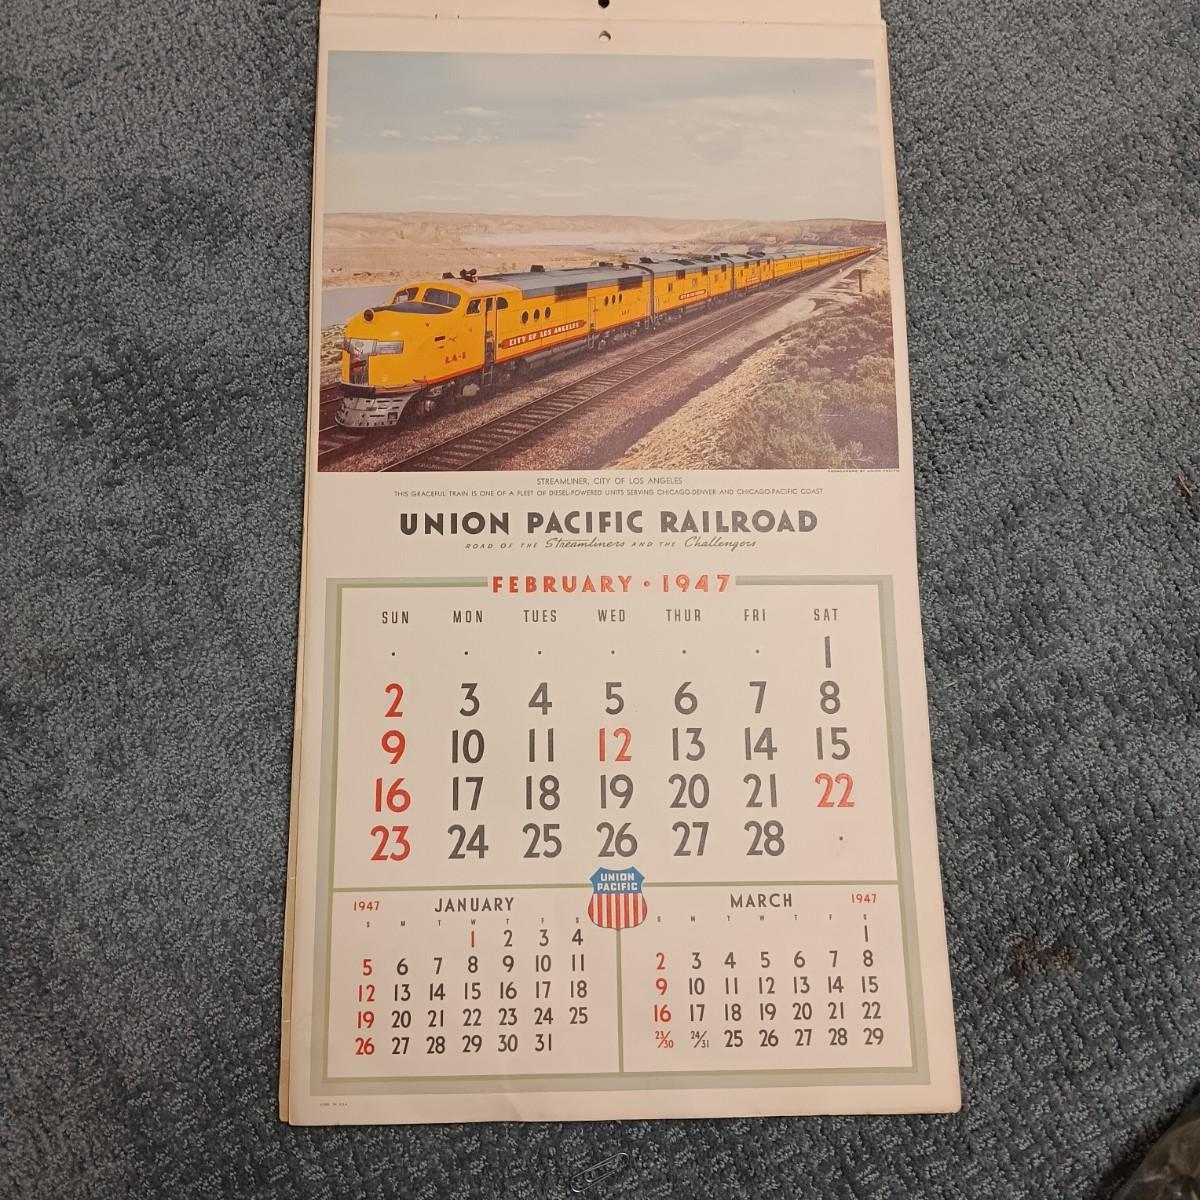 CITY OF LOS ANGELES
LA-1
STREAMLINER, CITY OF LOS ANGELES
THIS GRACEFUL TRAIN IS ONE OF A FLEET OF DIESEL-POWERED UNITS SERVING CHICAGO-DENVER AND CHICAGO-PACIFIC COAST.
UNION PACIFIC RAILROAD
ROAD OF THE Streamliners AND THE Challengers
FEBRUARY • 1947
SUN MON TUES WED THUR FRI SAT
• • • • • • 1
2 3 4 5 6 7 8
9 10 11 12 13 14 15
16 17 18 19 20 21 22
23 24 25 26 27 28 •
UNION
PACIFIC
1947 JANUARY
S M T W T F S
1 2 3 4
5 6 7 8 9 10 11
12 13 14 15 16 17 18
19 20 21 22 23 24 25
26 27 28 29 30 31
MARCH 1947
S M T W T F S
1
2 3 4 5 6 7 8
9 10 11 12 13 14 15
16 17 18 19 20 21 22
23/30 24/31 25 26 27 28 29